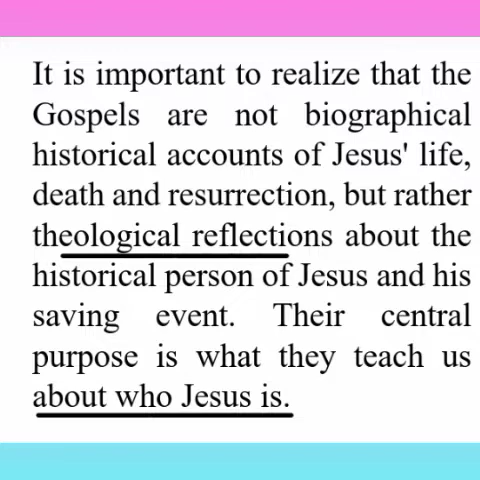 It is important to realize that the
Gospels are not biographical
historical accounts of Jesus' life,
death and resurrection, but rather
theological reflections about the
historical person of Jesus and his
saving event. Their central
purpose is what they teach us
about who Jesus is.